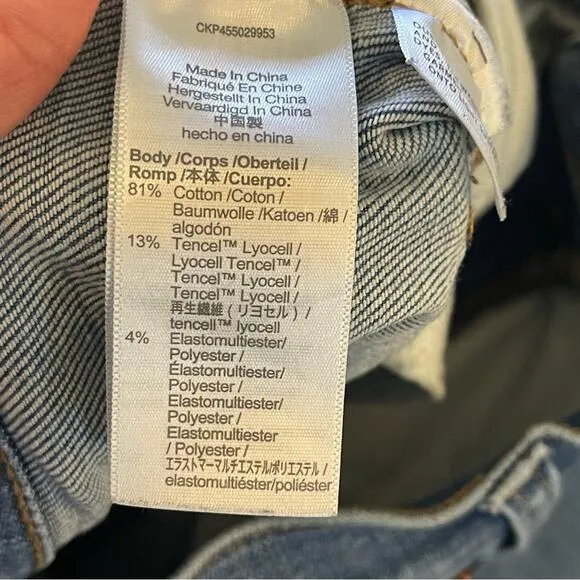 CKP455029953
Made In China
Fabriqué En Chine
Hergestellt In China
Vervaardigd In China
中国製
hecho en china
Body /Corps /Oberteil /
Romp /本体 /Cuerpo:
81% Cotton /Coton /
Baumwolle /Katoen /綿 /
algodón
13% Tencel™ Lyocell /
Lyocell Tencel™ /
Tencel™ Lyocell /
Tencel™ Lyocell /
再生繊維 ( リヨセル ) /
tencell™ lyocell
4% Elastomultiester /
Polyester /
Élastomultiester /
Polyester /
Elastomultiester/
Polyester /
Elastomultiester
/ Polyester /
エラストマーマルチエステル/ポリエステル /
elastomultiéster/poliéster